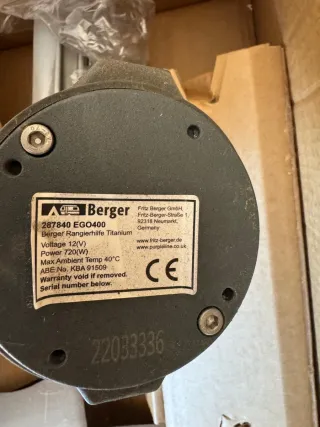 Berger
287840 EGO400
Berger Rangierhilfe Titanium
Voltage 12(V)
Power 720(W)
Max.Ambient Temp 40°C
ABE No. KBA 91509
Warranty void if removed.
Serial number below.
Fritz Berger GmbH,
Fritz-Berger-Straße 1
92318 Neumarkt,
Germany
www.fritz-berger.de
www.purpleline.co.uk
CE
22033336